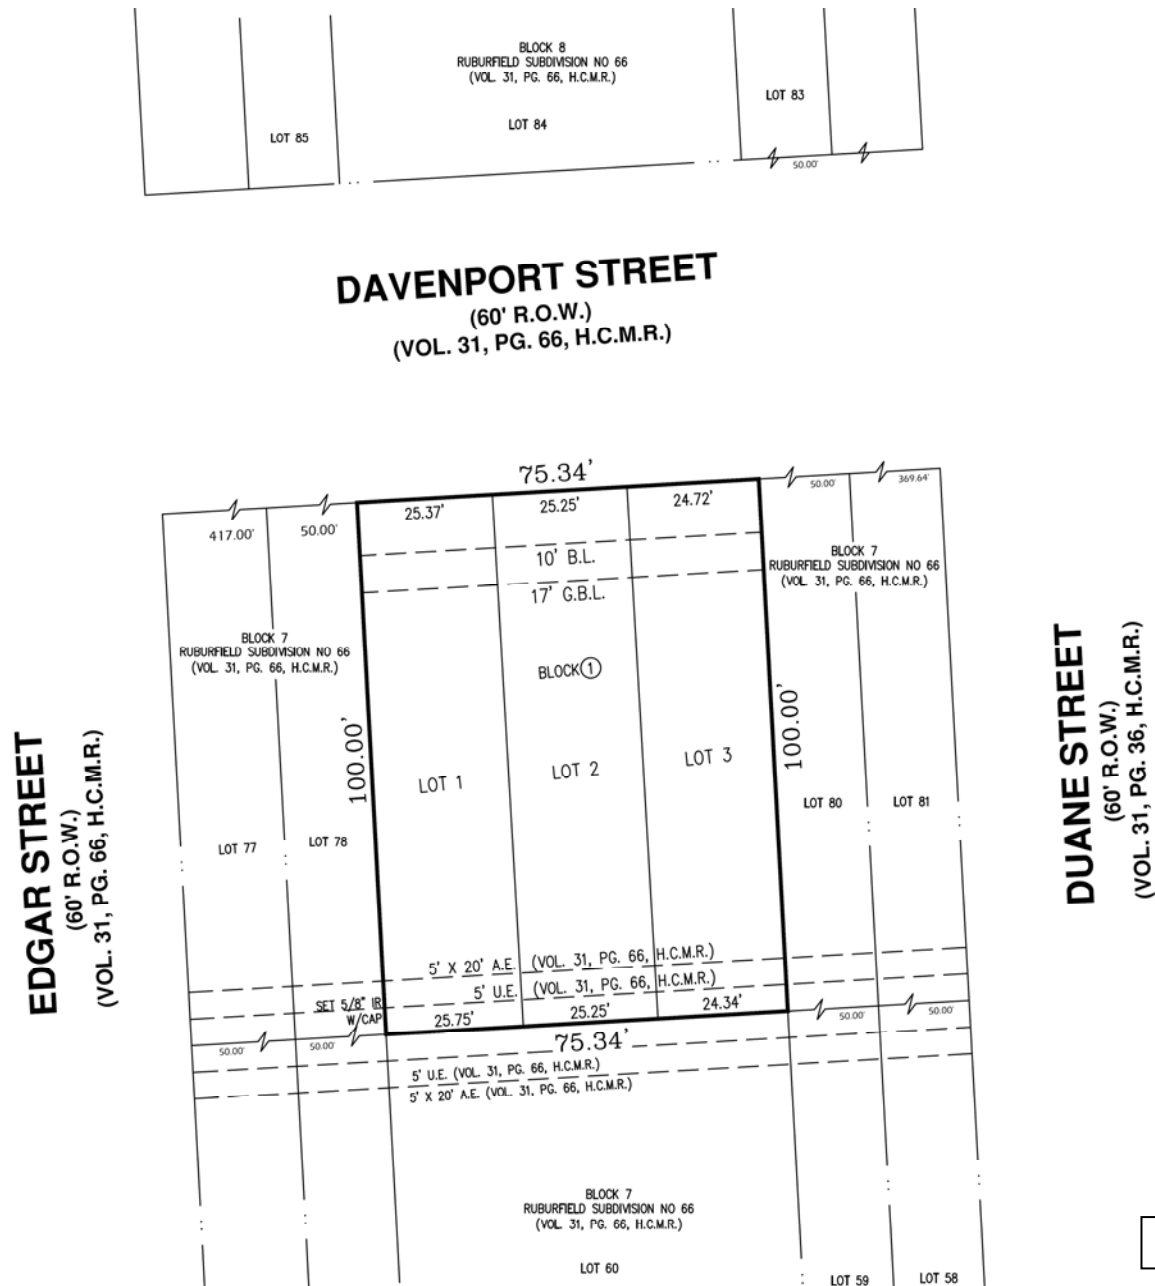 BLOCK 8
RUBURFIELD SUBDIVISION NO 66
(VOL. 31, PG. 66, H.C.M.R.)
LOT 83
LOT 84
LOT 85
50.00'
DAVENPORT STREET
(60' R.O.W.)
(VOL. 31, PG. 66, H.C.M.R.)
75.34'
417.00'
50.00'
25.37'
25.25'
24.72'
50.00'
369.64'
10' B.L.
17' G.B.L.
BLOCK 7
RUBURFIELD SUBDIVISION NO 66
(VOL. 31, PG. 66, H.C.M.R.)
BLOCK 7
RUBURFIELD SUBDIVISION NO 66
(VOL. 31, PG. 66, H.C.M.R.)
BLOCK 1
100.00'
100.00'
LOT 1
LOT 2
LOT 3
LOT 77
LOT 78
LOT 80
LOT 81
EDGAR STREET
(60' R.O.W.)
(VOL. 31, PG. 66, H.C.M.R.)
DUANE STREET
(60' R.O.W.)
(VOL. 31, PG. 36, H.C.M.R.)
5' X 20' A.E. (VOL. 31, PG. 66, H.C.M.R.)
5' U.E. (VOL. 31, PG. 66, H.C.M.R.)
SET 5/8" IR
W/CAP
25.75'
25.25'
24.34'
50.00'
50.00'
75.34'
50.00'
50.00'
5' U.E. (VOL. 31, PG. 66, H.C.M.R.)
5' X 20' A.E. (VOL. 31, PG. 66, H.C.M.R.)
BLOCK 7
RUBURFIELD SUBDIVISION NO 66
(VOL. 31, PG. 66, H.C.M.R.)
LOT 60
LOT 59
LOT 58